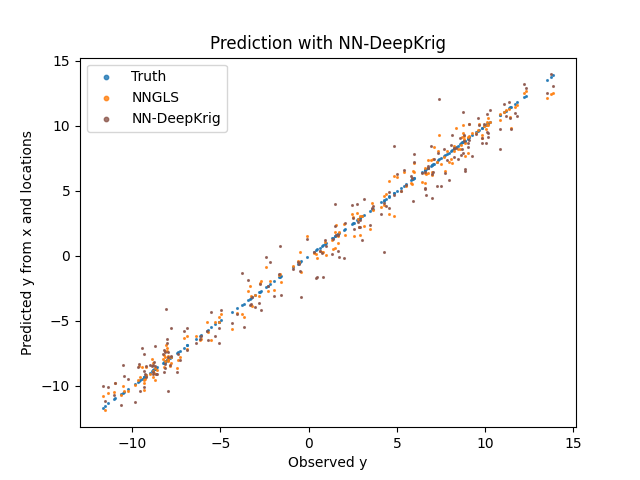 Prediction with NN-DeepKrig
Truth
NNGLS
NN-DeepKrig
Predicted y from x and locations
15
10
5
0
−5
−10
−10
−5
0
5
10
15
Observed y